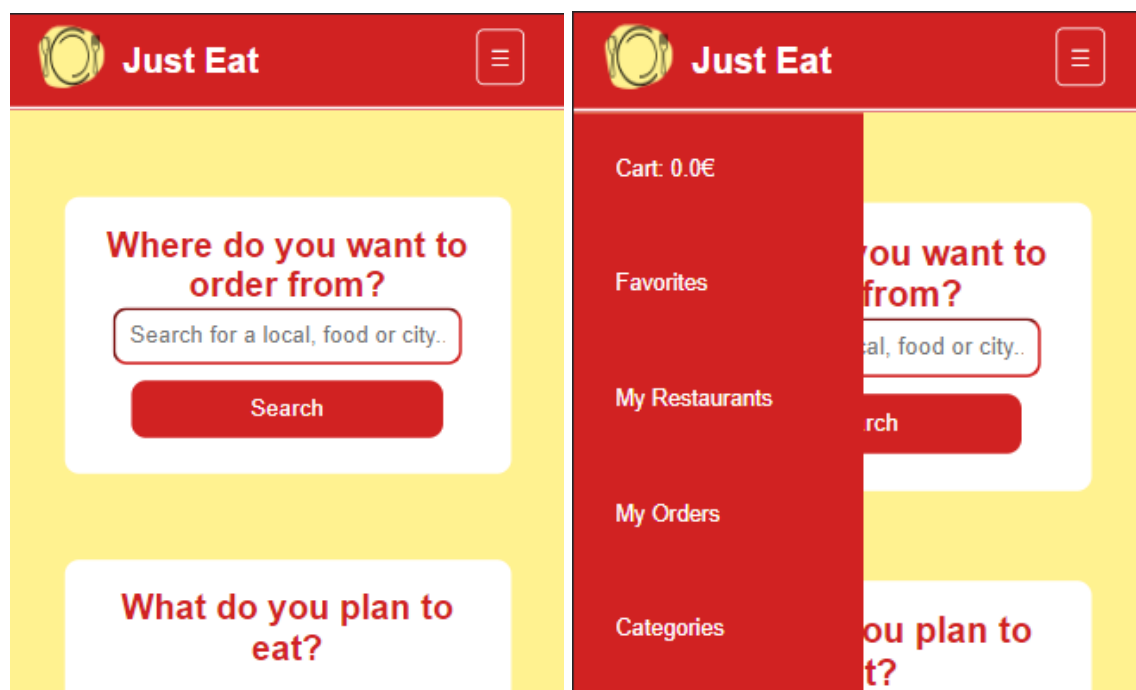 Just Eat
☰
Where do you want to
order from?
Search for a local, food or city..
Search
What do you plan to
eat?
Just Eat
☰
Cart: 0.0€
Favorites
My Restaurants
My Orders
Categories
you want to
from?
cal, food or city..
rch
ou plan to
t?